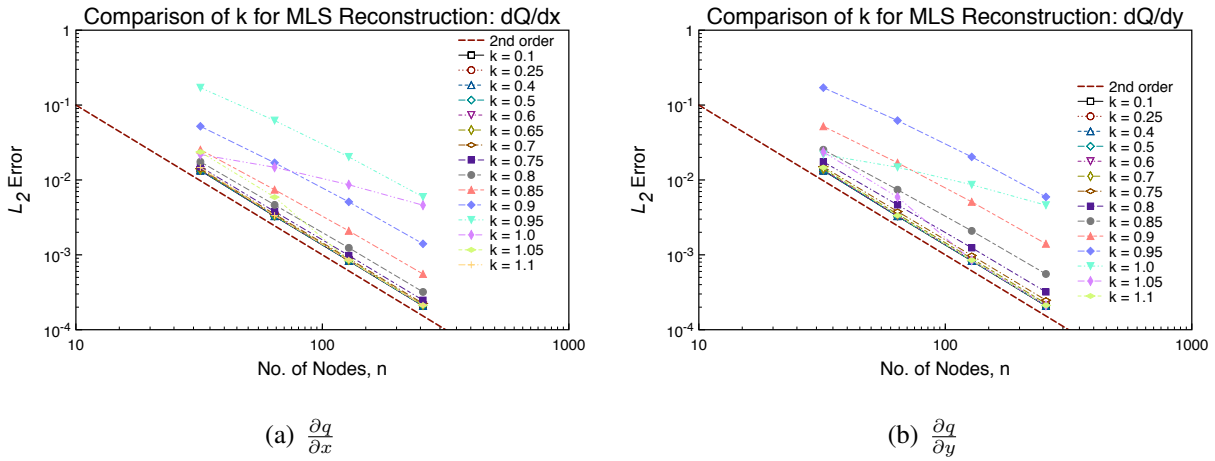 Comparison of k for MLS Reconstruction: dQ/dx
1
10^-1
10^-2
10^-3
10^-4
L_2 Error
10
100
1000
No. of Nodes, n
2nd order
k = 0.1
k = 0.25
k = 0.4
k = 0.5
k = 0.6
k = 0.65
k = 0.7
k = 0.75
k = 0.8
k = 0.85
k = 0.9
k = 0.95
k = 1.0
k = 1.05
k = 1.1
(a) ∂q/∂x
Comparison of k for MLS Reconstruction: dQ/dy
1
10^-1
10^-2
10^-3
10^-4
L_2 Error
10
100
1000
No. of Nodes, n
2nd order
k = 0.1
k = 0.25
k = 0.4
k = 0.5
k = 0.6
k = 0.7
k = 0.75
k = 0.8
k = 0.85
k = 0.9
k = 0.95
k = 1.0
k = 1.05
k = 1.1
(b) ∂q/∂y